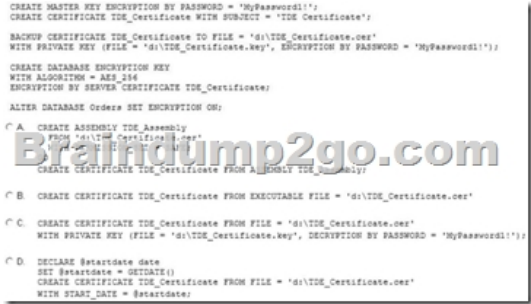 CREATE MASTER KEY ENCRYPTION BY PASSWORD = 'MyPassword1!';
CREATE CERTIFICATE TDE_Certificate WITH SUBJECT = 'TDE Certificate';
BACKUP CERTIFICATE TDE_Certificate TO FILE = 'd:\TDE_Certificate.cer'
WITH PRIVATE KEY (FILE = 'd:\TDE_Certificate.key', ENCRYPTION BY PASSWORD = 'MyPassword1!');
CREATE DATABASE ENCRYPTION KEY
WITH ALGORITHM = AES_256
ENCRYPTION BY SERVER CERTIFICATE TDE_Certificate;
ALTER DATABASE Orders SET ENCRYPTION ON;
A. CREATE ASSEMBLY TDE_Assembly
FROM 'd:\TDE_Certificate.cer'
Braindump2go.com
CREATE CERTIFICATE TDE_Certificate FROM ASSEMBLY TDE_Assembly;
B. CREATE CERTIFICATE TDE_Certificate FROM EXECUTABLE FILE = 'd:\TDE_Certificate.cer'
C. CREATE CERTIFICATE TDE_Certificate FROM FILE = 'd:\TDE_Certificate.cer'
WITH PRIVATE KEY (FILE = 'd:\TDE_Certificate.key', DECRYPTION BY PASSWORD = 'MyPassword1!');
D. DECLARE @startdate date
SET @startdate = GETDATE()
CREATE CERTIFICATE TDE_Certificate FROM FILE = 'd:\TDE_Certificate.cer'
WITH START_DATE = @startdate;